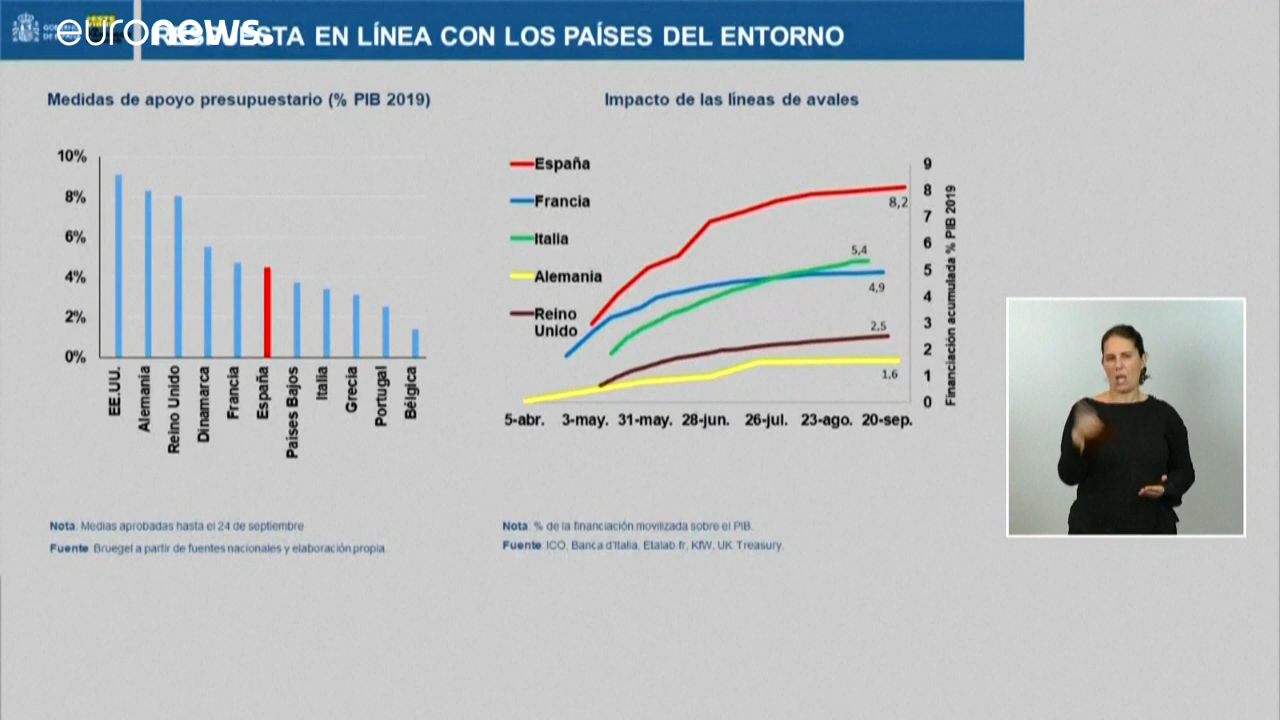 euronews.
RESPUESTA EN LÍNEA CON LOS PAÍSES DEL ENTORNO
Medidas de apoyo presupuestario (% PIB 2019)
10%
8%
6%
4%
2%
0%
EE.UU.
Alemania
Reino Unido
Dinamarca
Francia
España
Países Bajos
Italia
Grecia
Portugal
Bélgica
Nota: Medias aprobadas hasta el 24 de septiembre
Fuente: Bruegel a partir de fuentes nacionales y elaboración propia.
Impacto de las líneas de avales
España
Francia
Italia
Alemania
Reino
Unido
9
8
7
6
5
4
3
2
1
0
8,2
5,4
4,9
2,5
1,6
Financiación acumulada % PIB 2019
5-abr.
3-may.
31-may.
28-jun.
26-jul.
23-ago.
20-sep.
Nota: % de la financiación movilizada sobre el PIB.
Fuente: ICO, Banca d'Italia, Etalab.fr, KfW, UK Treasury.